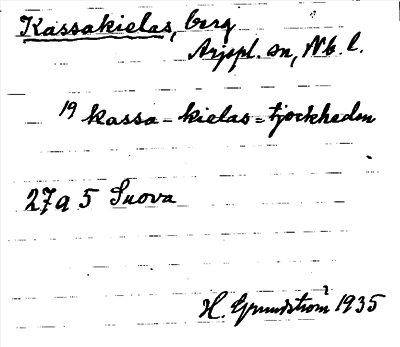 Kassakielas, berg
Arjepl. sn, Nb. l.
19 kassa-kielas = tjockheden
27 a 5 Suova
H. Grundström 1935